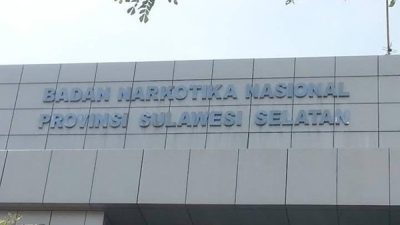 BADAN NARKOTIKA NASIONAL
PROVINSI SULAWESI SELATAN